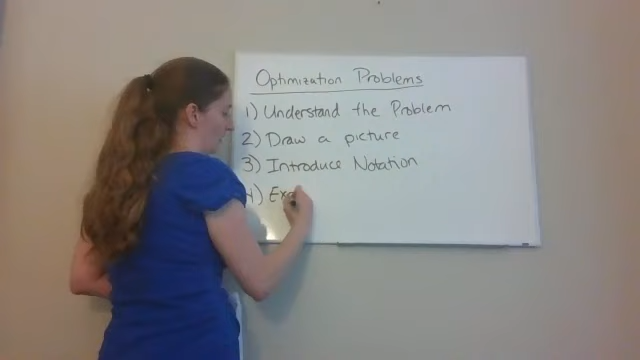 Optimization Problems
1) Understand the Problem
2) Draw a picture
3) Introduce Notation
4) Ex